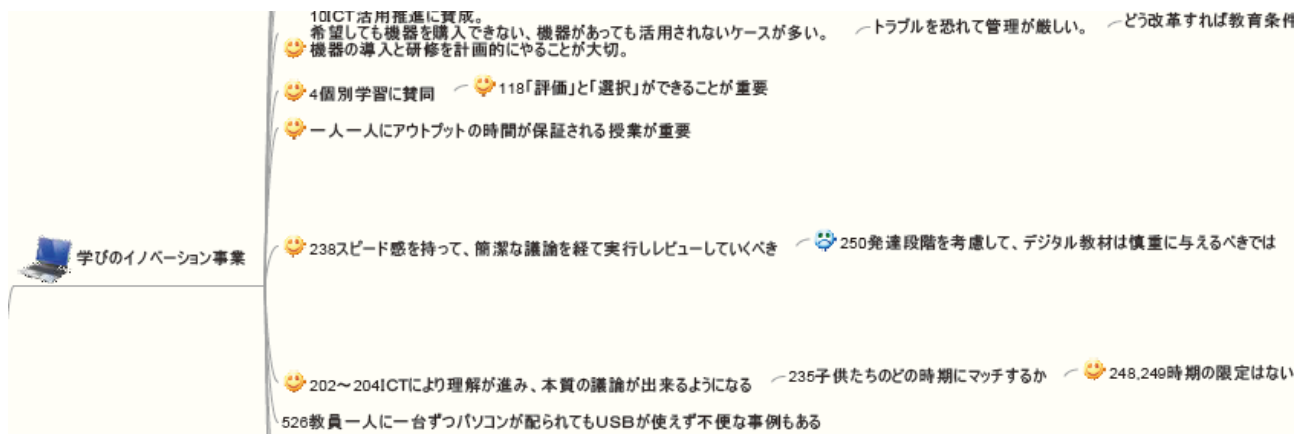 10ICT活用推進に賛成。
希望しても機器を購入できない、機器があっても活用されないケースが多い。
機器の導入と研修を計画的にやることが大切。
トラブルを恐れて管理が厳しい。
どう改革すれば教育条件
4個別学習に賛同
118「評価」と「選択」ができることが重要
一人一人にアウトプットの時間が保証される授業が重要
学びのイノベーション事業
238スピード感を持って、簡潔な議論を経て実行しレビューしていくべき
250発達段階を考慮して、デジタル教材は慎重に与えるべきでは
202～204ICTにより理解が進み、本質の議論が出来るようになる
235子供たちのどの時期にマッチするか
248,249時期の限定はない
526教員一人に一台ずつパソコンが配られてもUSBが使えず不便な事例もある